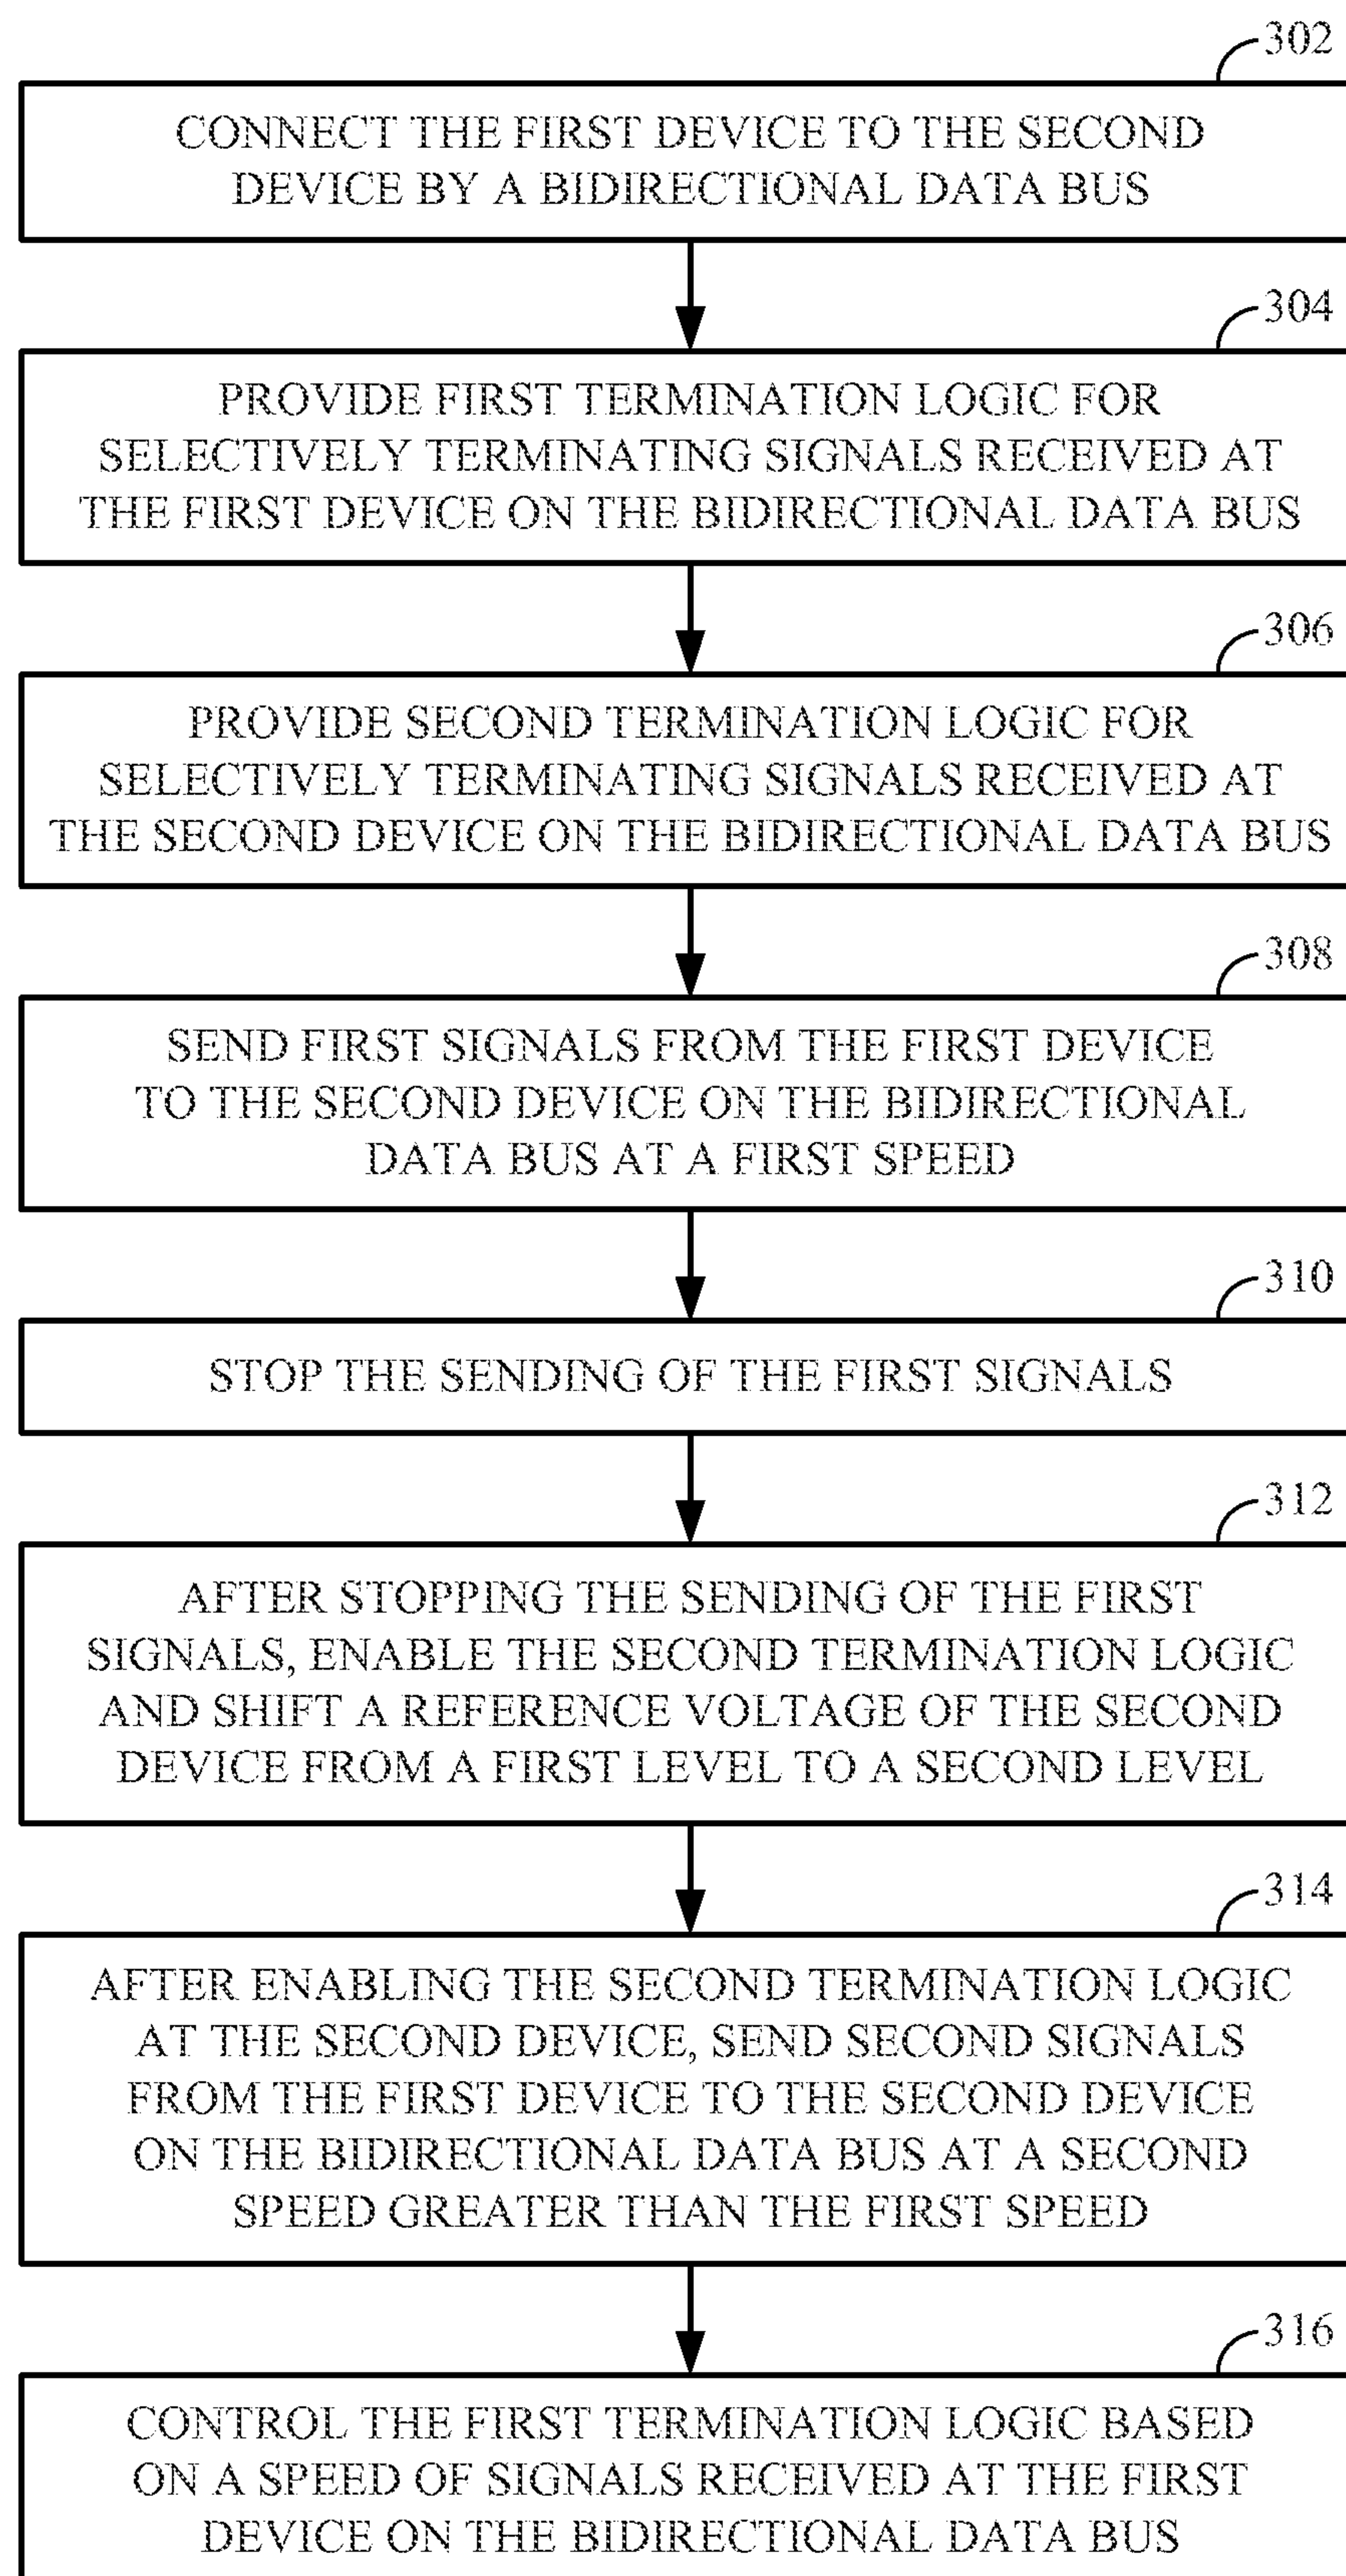 302
CONNECT THE FIRST DEVICE TO THE SECOND
DEVICE BY A BIDIRECTIONAL DATA BUS
304
PROVIDE FIRST TERMINATION LOGIC FOR
SELECTIVELY TERMINATING SIGNALS RECEIVED AT
THE FIRST DEVICE ON THE BIDIRECTIONAL DATA BUS
306
PROVIDE SECOND TERMINATION LOGIC FOR
SELECTIVELY TERMINATING SIGNALS RECEIVED AT
THE SECOND DEVICE ON THE BIDIRECTIONAL DATA BUS
308
SEND FIRST SIGNALS FROM THE FIRST DEVICE
TO THE SECOND DEVICE ON THE BIDIRECTIONAL
DATA BUS AT A FIRST SPEED
310
STOP THE SENDING OF THE FIRST SIGNALS
312
AFTER STOPPING THE SENDING OF THE FIRST
SIGNALS, ENABLE THE SECOND TERMINATION LOGIC
AND SHIFT A REFERENCE VOLTAGE OF THE SECOND
DEVICE FROM A FIRST LEVEL TO A SECOND LEVEL
314
AFTER ENABLING THE SECOND TERMINATION LOGIC
AT THE SECOND DEVICE, SEND SECOND SIGNALS
FROM THE FIRST DEVICE TO THE SECOND DEVICE
ON THE BIDIRECTIONAL DATA BUS AT A SECOND
SPEED GREATER THAN THE FIRST SPEED
316
CONTROL THE FIRST TERMINATION LOGIC BASED
ON A SPEED OF SIGNALS RECEIVED AT THE FIRST
DEVICE ON THE BIDIRECTIONAL DATA BUS